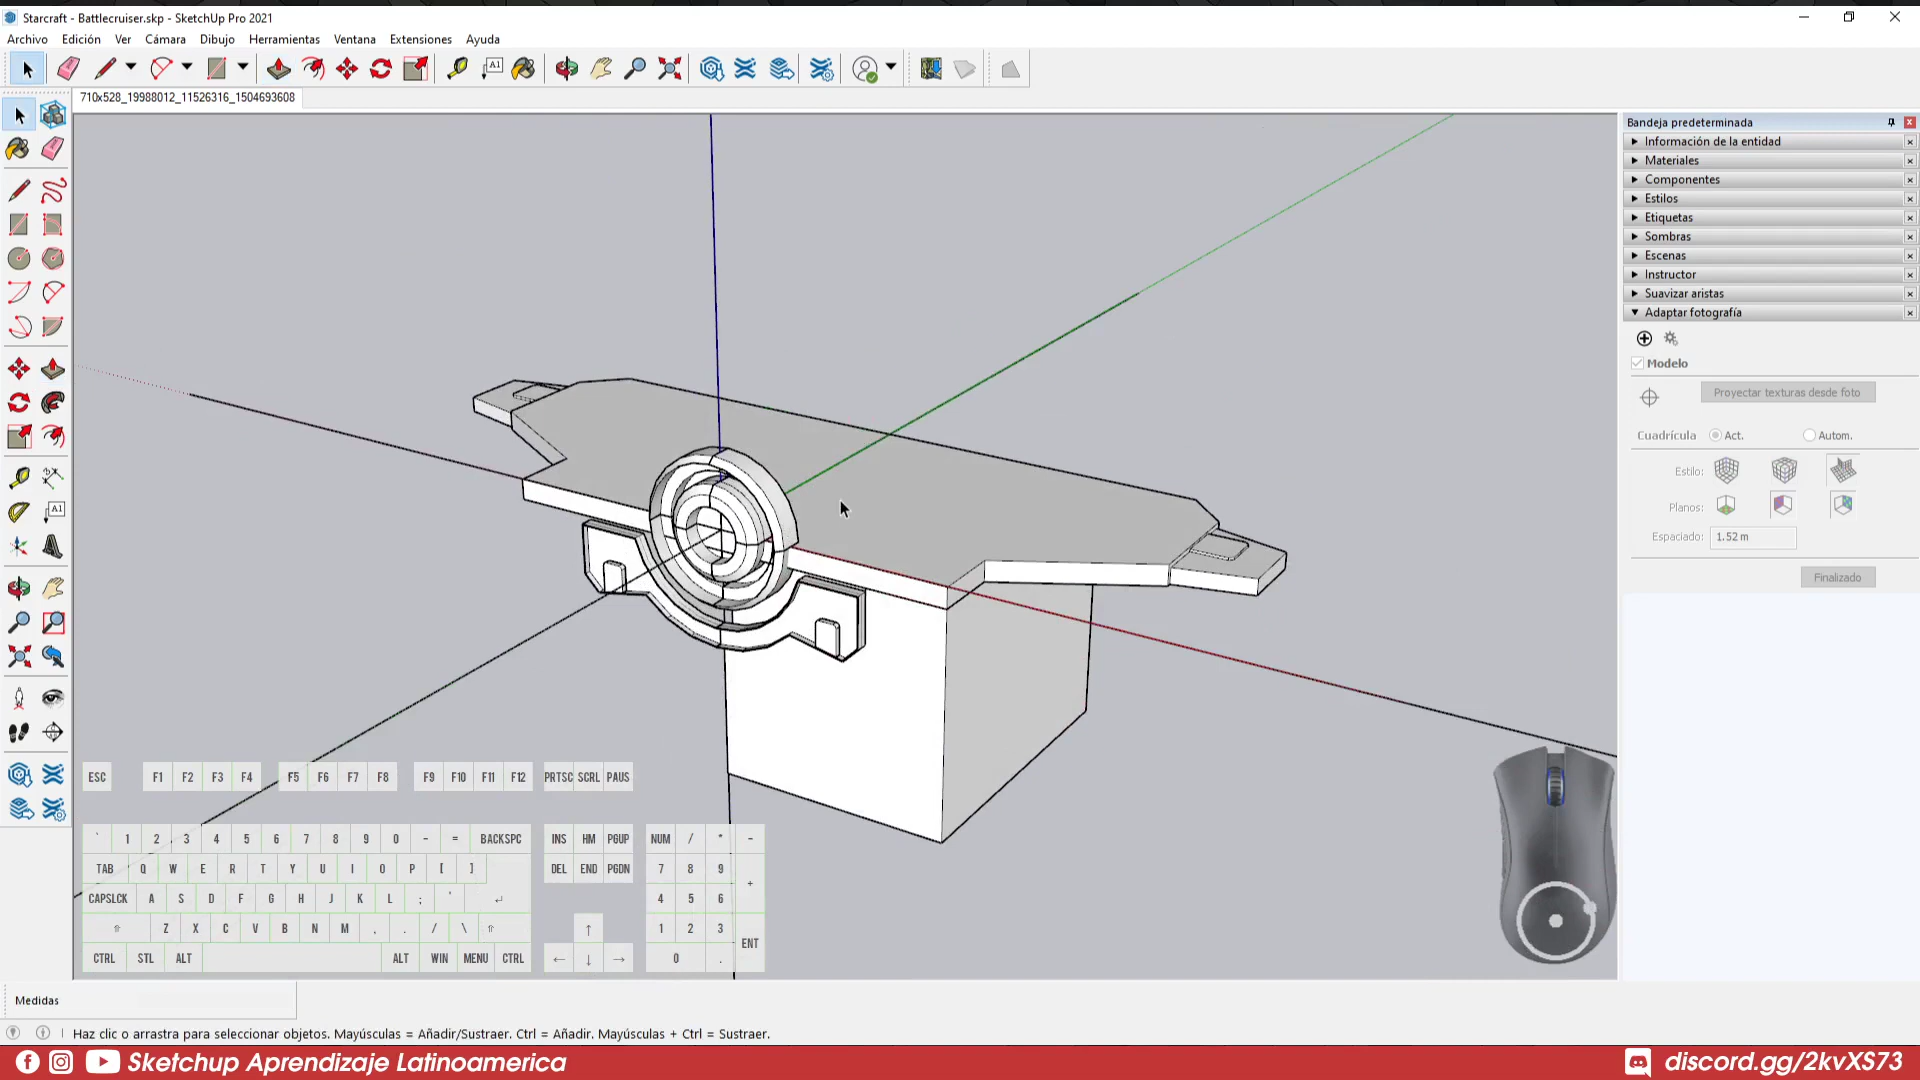 Starcraft - Battlecruiser.skp - SketchUp Pro 2021
Archivo Edición Ver Cámara Dibujo Herramientas Ventana Extensiones Ayuda
A1
710x528_19988012_11526316_1504693608
Bandeja predeterminada
Información de la entidad
Materiales
Componentes
Estilos
Etiquetas
Sombras
Escenas
Instructor
Suavizar aristas
Adaptar fotografía
Modelo
Proyectar texturas desde foto
Cuadrícula Act. Autom.
Estilo:
Planos:
Espaciado: 1.52 m
Finalizado
A1
ESC F1 F2 F3 F4 F5 F6 F7 F8 F9 F10 F11 F12 PRTSC SCRL PAUS
` 1 2 3 4 5 6 7 8 9 0 - = BACKSPC INS HM PGUP NUM / * -
TAB Q W E R T Y U I O P [ ] DEL END PGDN 7 8 9 +
CAPSLCK A S D F G H J K L ; ' ↵ 4 5 6
⇧ Z X C V B N M , . / \ ⇧ ↑ 1 2 3 ENT
CTRL STL ALT ALT WIN MENU CTRL ← ↓ → 0 .
Medidas
Haz clic o arrastra para seleccionar objetos. Mayúsculas = Añadir/Sustraer. Ctrl = Añadir. Mayúsculas + Ctrl = Sustraer.
Sketchup Aprendizaje Latinoamerica
discord.gg/2kvXS73